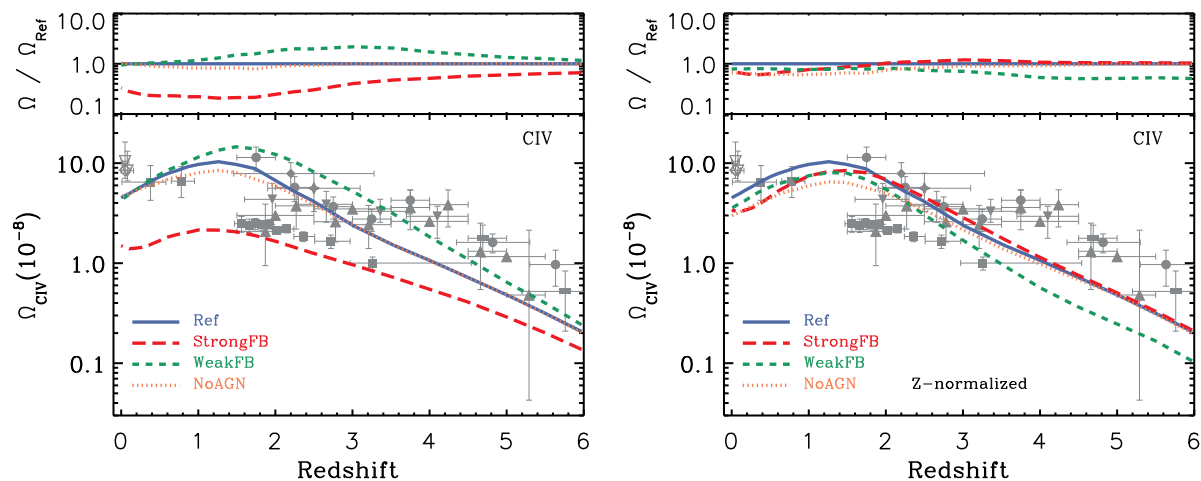 10.0
1.0
0.1
Ω / Ω_Ref
CIV
10.0
1.0
0.1
Ω_CIV(10^-8)
Ref
StrongFB
WeakFB
NoAGN
0 1 2 3 4 5 6
Redshift
10.0
1.0
0.1
Ω / Ω_Ref
CIV
10.0
1.0
0.1
Ω_CIV(10^-8)
Ref
StrongFB
WeakFB
NoAGN Z-normalized
0 1 2 3 4 5 6
Redshift